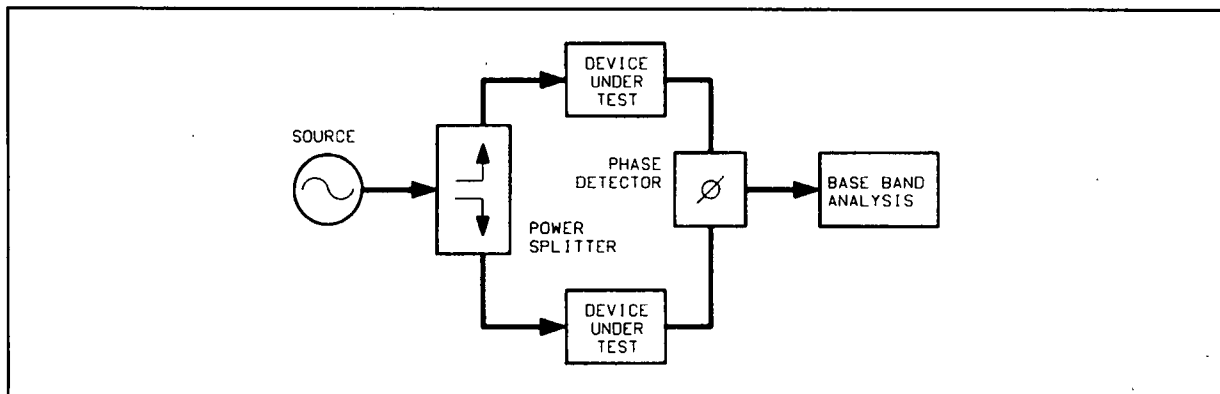 DEVICE
UNDER
TEST
SOURCE
PHASE
DETECTOR
BASE BAND
ANALYSIS
POWER
SPLITTER
DEVICE
UNDER
TEST